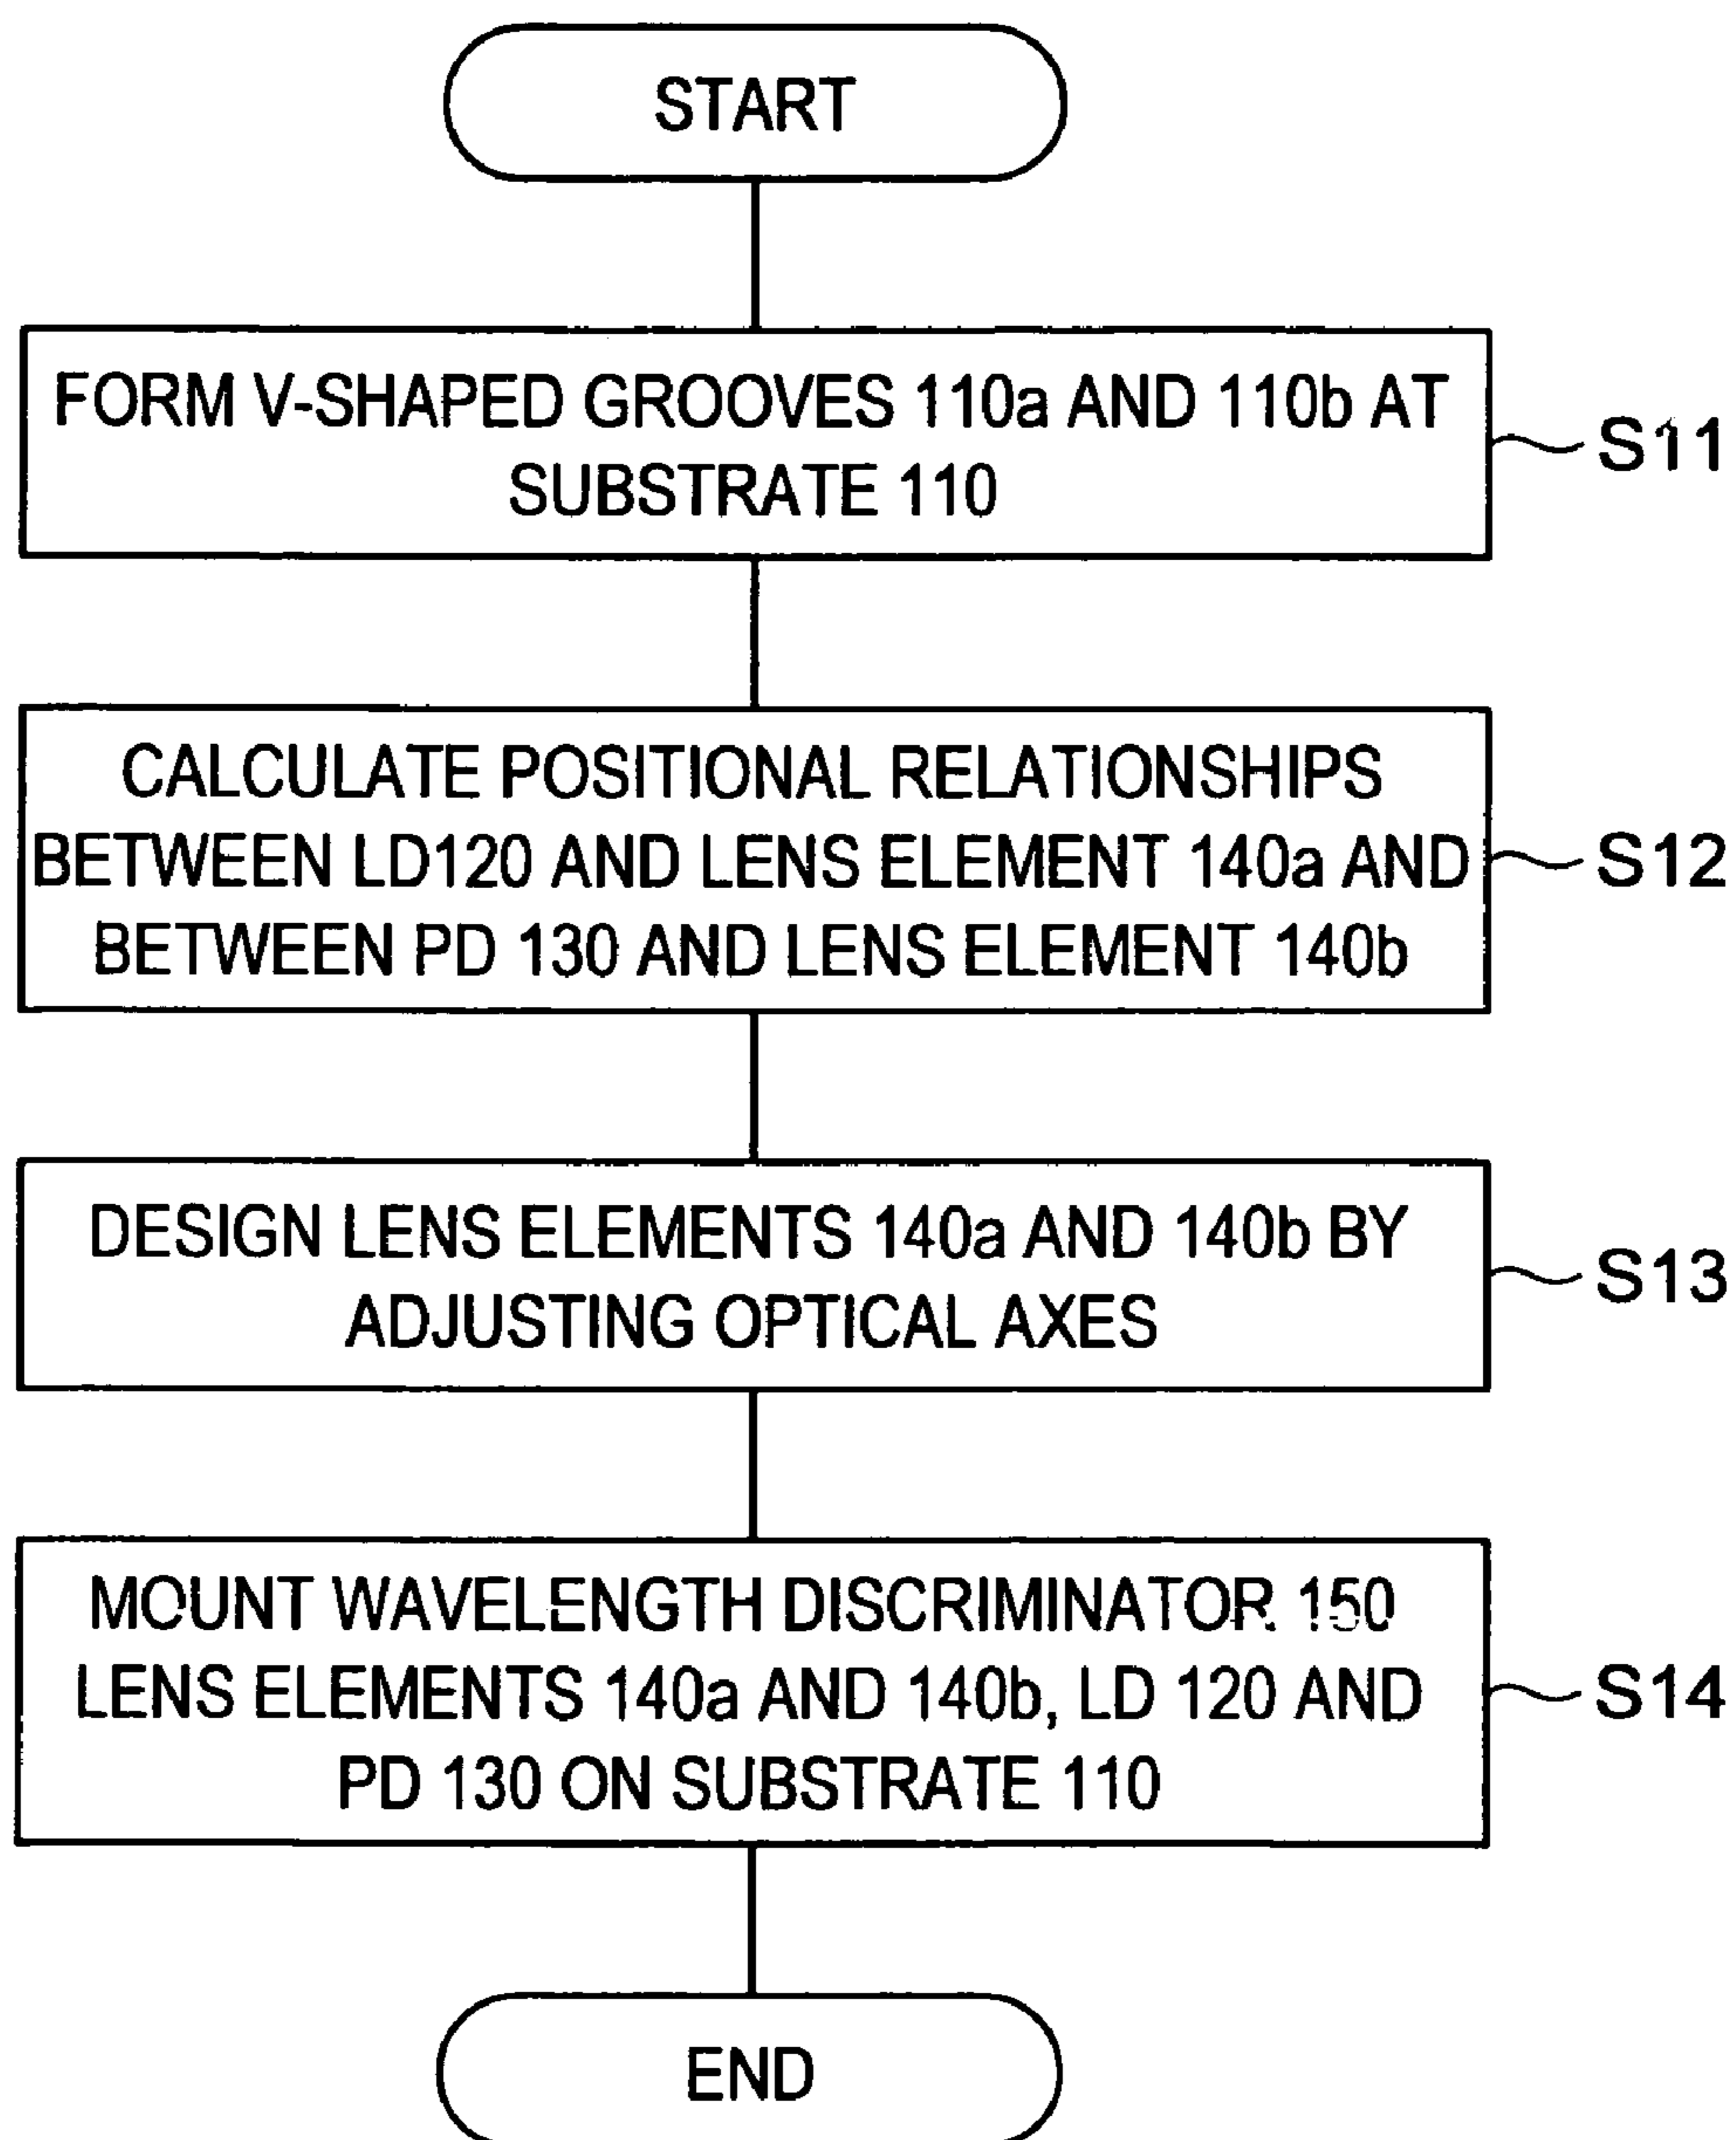 START
FORM V-SHAPED GROOVES 110a AND 110b AT
SUBSTRATE 110
S11
CALCULATE POSITIONAL RELATIONSHIPS
BETWEEN LD120 AND LENS ELEMENT 140a AND
BETWEEN PD 130 AND LENS ELEMENT 140b
S12
DESIGN LENS ELEMENTS 140a AND 140b BY
ADJUSTING OPTICAL AXES
S13
MOUNT WAVELENGTH DISCRIMINATOR 150
LENS ELEMENTS 140a AND 140b, LD 120 AND
PD 130 ON SUBSTRATE 110
S14
END